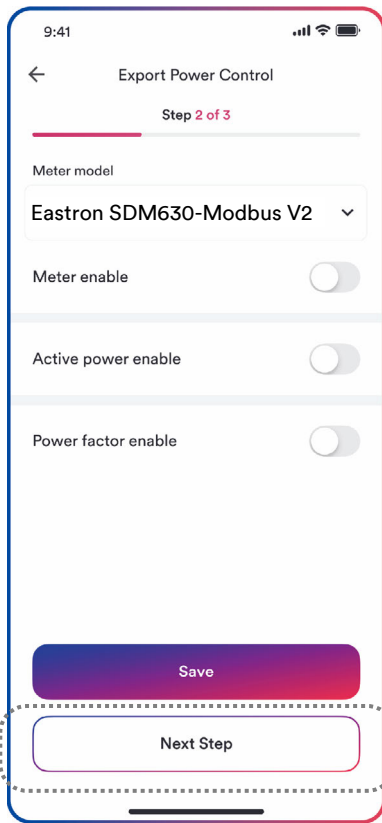 9:41
Export Power Control
Step 2 of 3
Meter model
Eastron SDM630-Modbus V2
Meter enable
Active power enable
Power factor enable
Save
Next Step